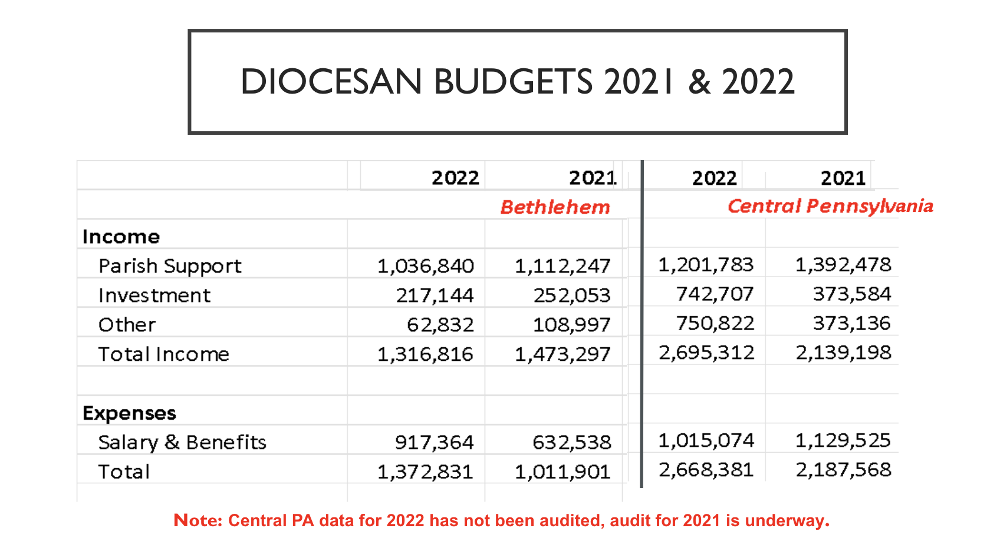 DIOCESAN BUDGETS 2021 & 2022
2022 2021 2022 2021
Bethlehem Central Pennsylvania
Income
Parish Support 1,036,840 1,112,247 1,201,783 1,392,478
Investment 217,144 252,053 742,707 373,584
Other 62,832 108,997 750,822 373,136
Total Income 1,316,816 1,473,297 2,695,312 2,139,198
Expenses
Salary & Benefits 917,364 632,538 1,015,074 1,129,525
Total 1,372,831 1,011,901 2,668,381 2,187,568
Note: Central PA data for 2022 has not been audited, audit for 2021 is underway.